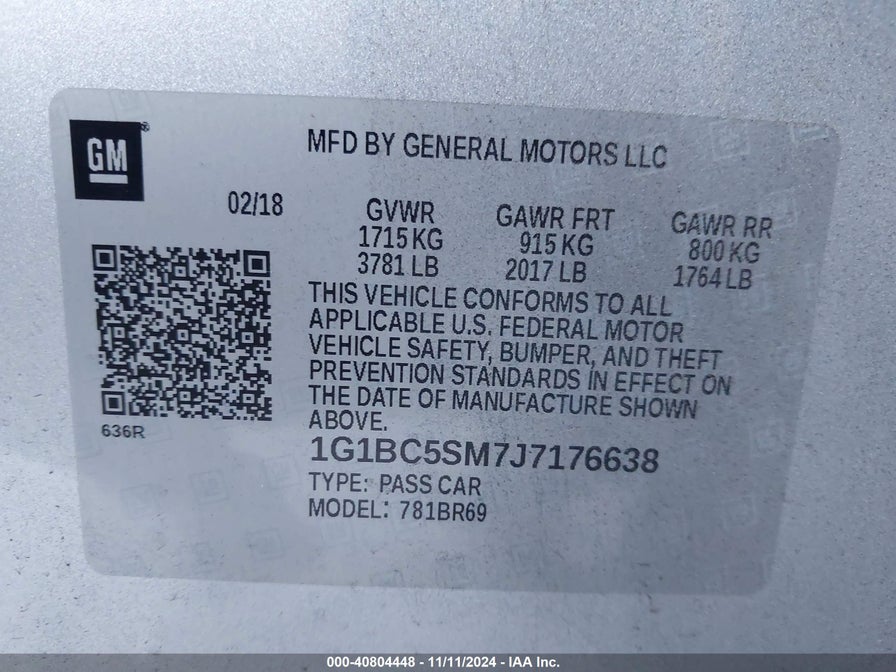 GM
MFD BY GENERAL MOTORS LLC
02/18
GVWR
1715 KG
3781 LB
GAWR FRT
915 KG
2017 LB
GAWR RR
800 KG
1764 LB
THIS VEHICLE CONFORMS TO ALL
APPLICABLE U.S. FEDERAL MOTOR
VEHICLE SAFETY, BUMPER, AND THEFT
PREVENTION STANDARDS IN EFFECT ON
THE DATE OF MANUFACTURE SHOWN
ABOVE.
636R
1G1BC5SM7J7176638
TYPE: PASS CAR
MODEL: 781BR69
000-40804448 - 11/11/2024 - IAA Inc.